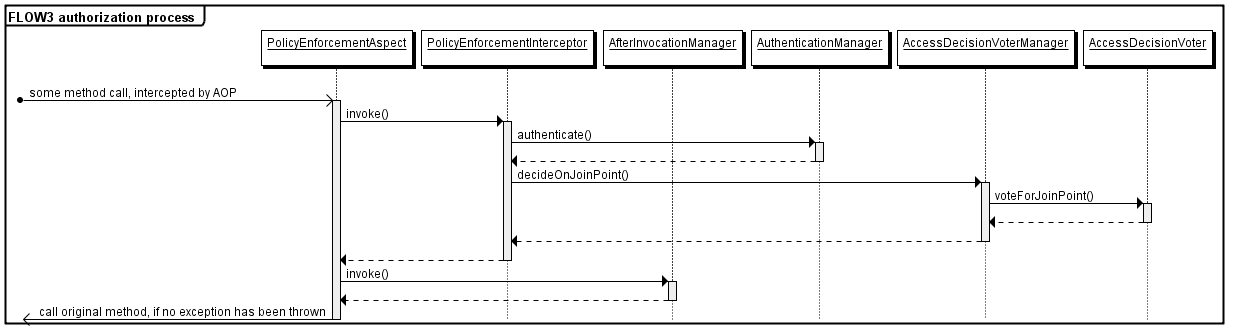 FLOW3 authorization process
PolicyEnforcementAspect PolicyEnforcementInterceptor AfterInvocationManager AuthenticationManager AccessDecisionVoterManager AccessDecisionVoter
some method call, intercepted by AOP
invoke()
authenticate()
decideOnJoinPoint()
voteForJoinPoint()
invoke()
call original method, if no exception has been thrown